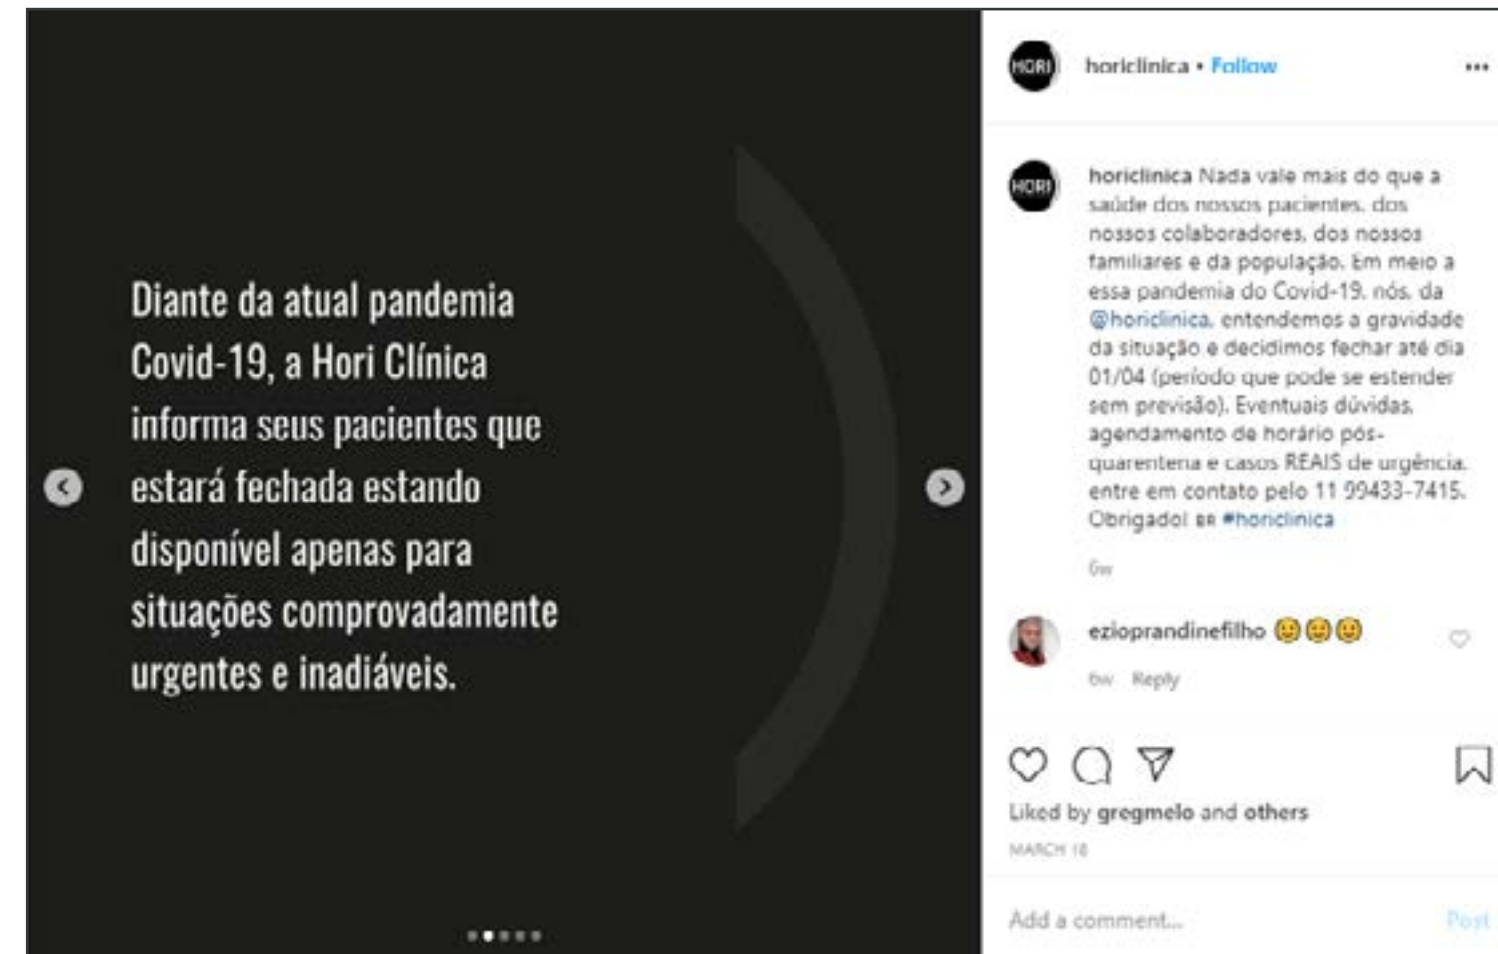 Diante da atual pandemia
Covid-19, a Hori Clínica
informa seus pacientes que
estará fechada estando
disponível apenas para
situações comprovadamente
urgentes e inadiáveis.
HORI
horiclinica • Follow
HORI
horiclinica Nada vale mais do que a
saúde dos nossos pacientes, dos
nossos colaboradores, dos nossos
familiares e da população. Em meio a
essa pandemia do Covid-19, nós, da
@horiclinica, entendemos a gravidade
da situação e decidimos fechar até dia
01/04 (período que pode se estender
sem previsão). Eventuais dúvidas,
agendamento de horário pós-
quarentena e casos REAIS de urgência,
entre em contato pelo 11 99433-7415.
Obrigado! BR #horiclinica
6w
ezioprandinefilho
6w Reply
Liked by gregmelo and others
MARCH 18
Add a comment...
Post